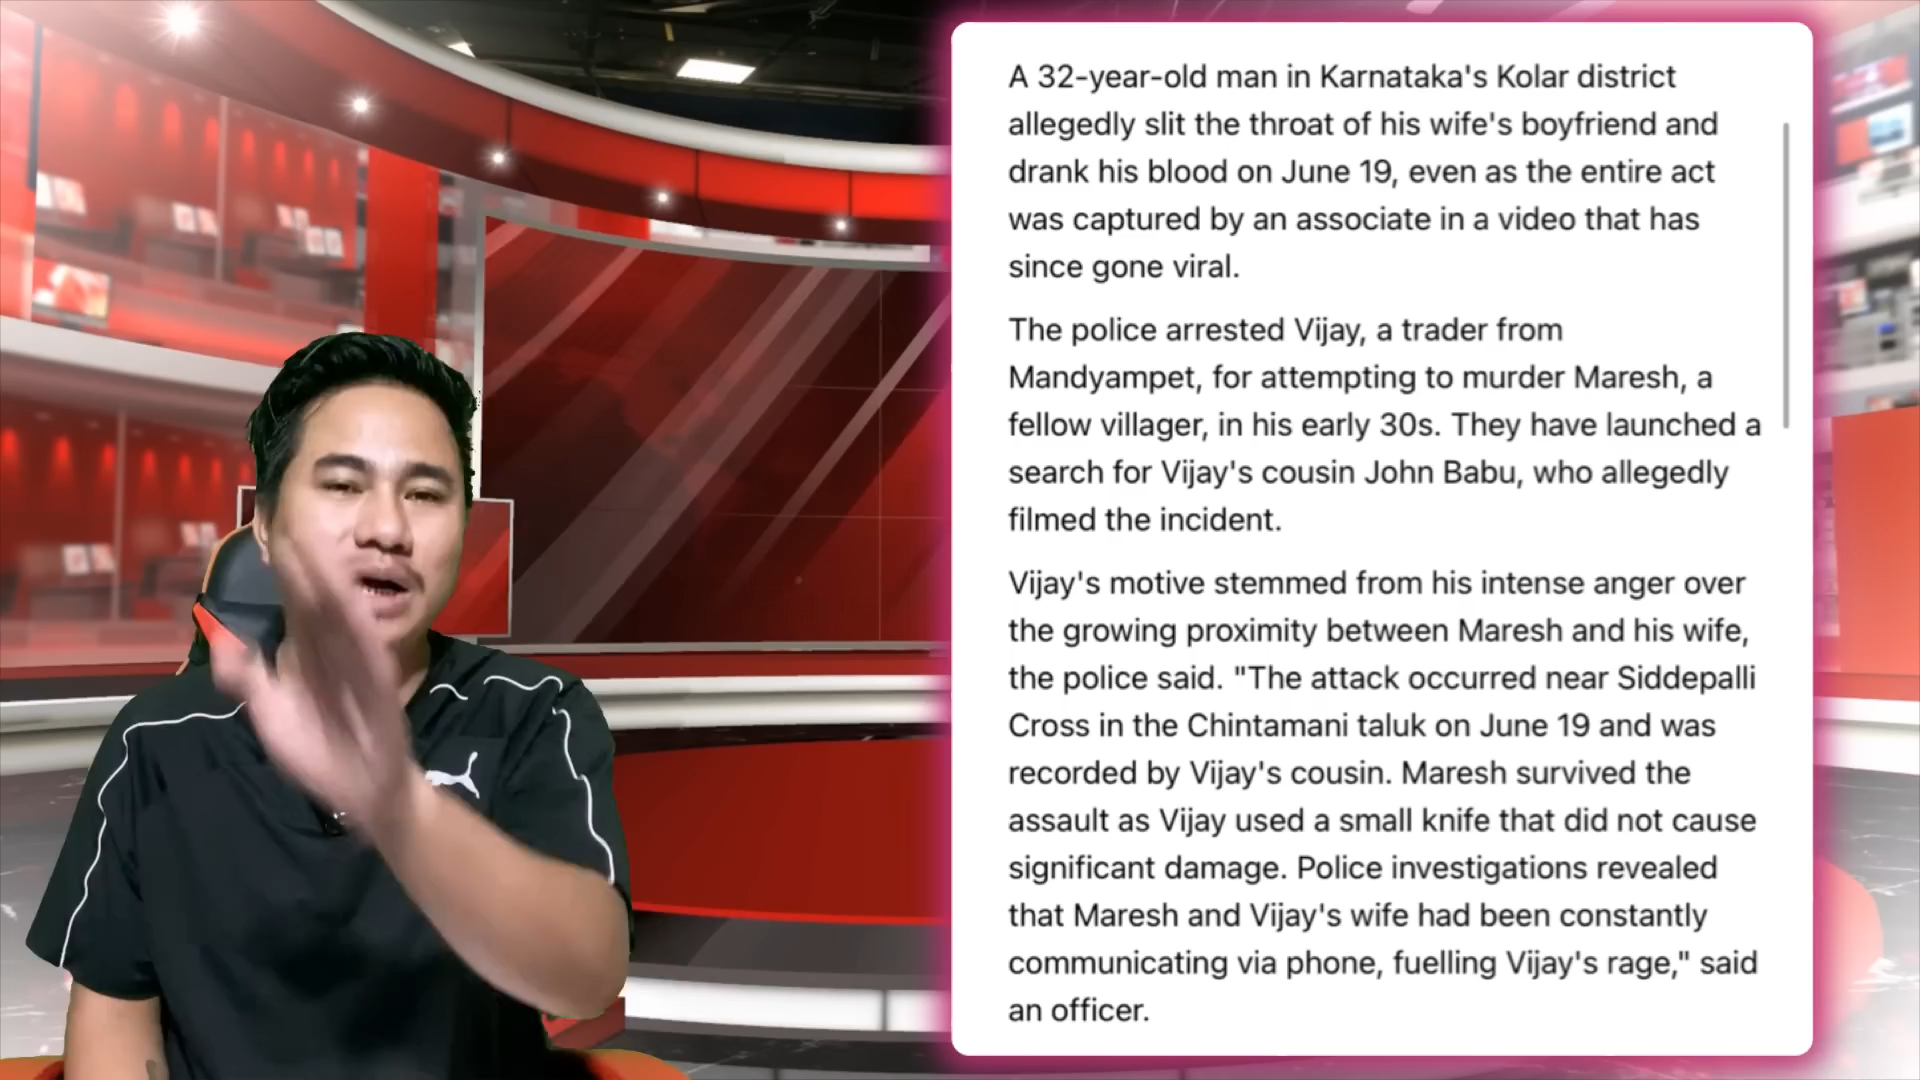 A 32-year-old man in Karnataka's Kolar district
allegedly slit the throat of his wife's boyfriend and
drank his blood on June 19, even as the entire act
was captured by an associate in a video that has
since gone viral.
The police arrested Vijay, a trader from
Mandyampet, for attempting to murder Maresh, a
fellow villager, in his early 30s. They have launched a
search for Vijay's cousin John Babu, who allegedly
filmed the incident.
Vijay's motive stemmed from his intense anger over
the growing proximity between Maresh and his wife,
the police said. "The attack occurred near Siddepalli
Cross in the Chintamani taluk on June 19 and was
recorded by Vijay's cousin. Maresh survived the
assault as Vijay used a small knife that did not cause
significant damage. Police investigations revealed
that Maresh and Vijay's wife had been constantly
communicating via phone, fuelling Vijay's rage," said
an officer.